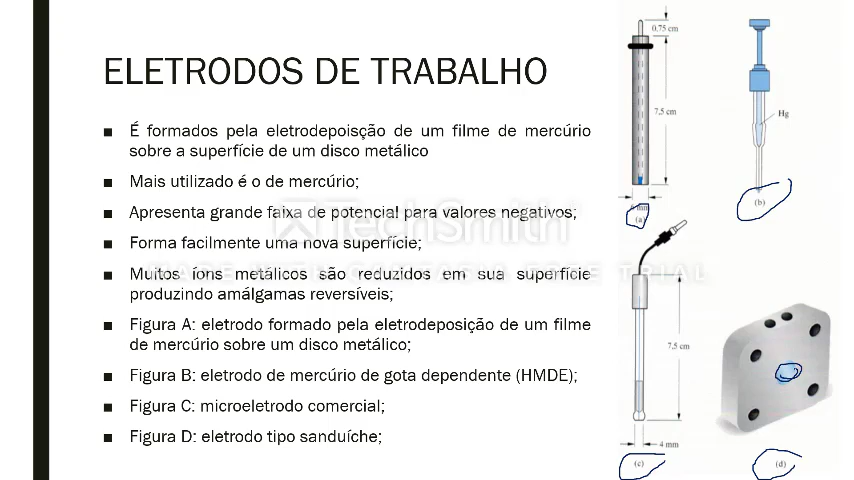 ELETRODOS DE TRABALHO
■ É formados pela eletrodepoisção de um filme de mercúrio
sobre a superfície de um disco metálico
■ Mais utilizado é o de mercúrio;
■ Apresenta grande faixa de potencial para valores negativos;
■ Forma facilmente uma nova superfície;
■ Muitos íons metálicos são reduzidos em sua superfície
produzindo amálgamas reversíveis;
■ Figura A: eletrodo formado pela eletrodeposição de um filme
de mercúrio sobre um disco metálico;
■ Figura B: eletrodo de mercúrio de gota dependente (HMDE);
■ Figura C: microeletrodo comercial;
■ Figura D: eletrodo tipo sanduíche;
0,75 cm
7,5 cm
mm
(a)
Hg
(b)
7,5 cm
4 mm
(c)
(d)
TechSmith
TRIAL